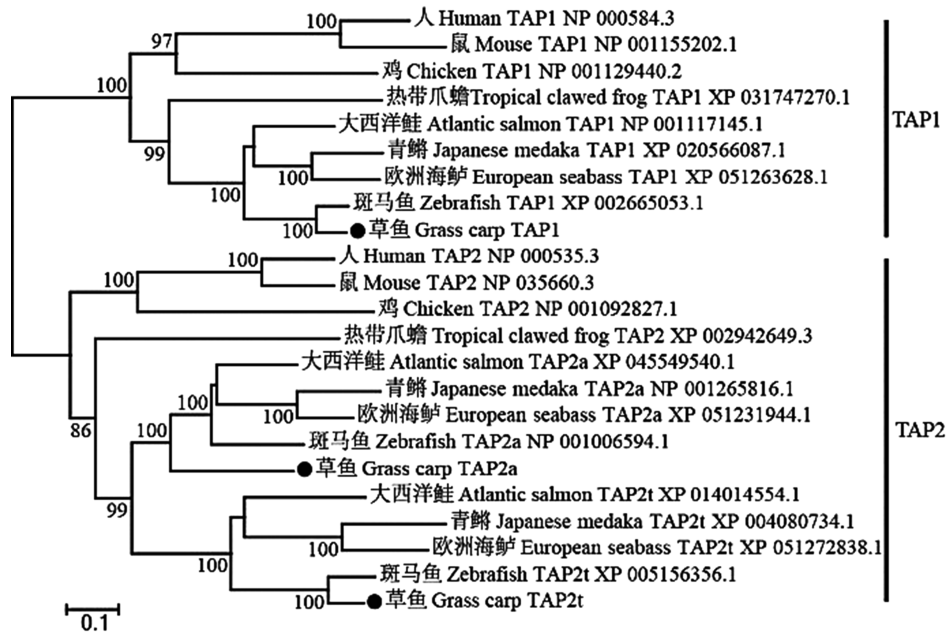 100
人 Human TAP1 NP 000584.3
97
鼠 Mouse TAP1 NP 001155202.1
鸡 Chicken TAP1 NP 001129440.2
100
热带爪蟾Tropical clawed frog TAP1 XP 031747270.1
99
大西洋鲑 Atlantic salmon TAP1 NP 001117145.1
青鳉 Japanese medaka TAP1 XP 020566087.1
100
欧洲海鲈 European seabass TAP1 XP 051263628.1
100
斑马鱼 Zebrafish TAP1 XP 002665053.1
100
草鱼 Grass carp TAP1
TAP1
100
人 Human TAP2 NP 000535.3
100
鼠 Mouse TAP2 NP 035660.3
鸡 Chicken TAP2 NP 001092827.1
热带爪蟾 Tropical clawed frog TAP2 XP 002942649.3
大西洋鲑 Atlantic salmon TAP2a XP 045549540.1
青鳉 Japanese medaka TAP2a NP 001265816.1
100
100
欧洲海鲈 European seabass TAP2a XP 051231944.1
86
100
斑马鱼 Zebrafish TAP2a NP 001006594.1
草鱼 Grass carp TAP2a
TAP2
99
大西洋鲑 Atlantic salmon TAP2t XP 014014554.1
青鳉 Japanese medaka TAP2t XP 004080734.1
100
欧洲海鲈 European seabass TAP2t XP 051272838.1
100
斑马鱼 Zebrafish TAP2t XP 005156356.1
100
草鱼 Grass carp TAP2t
0.1